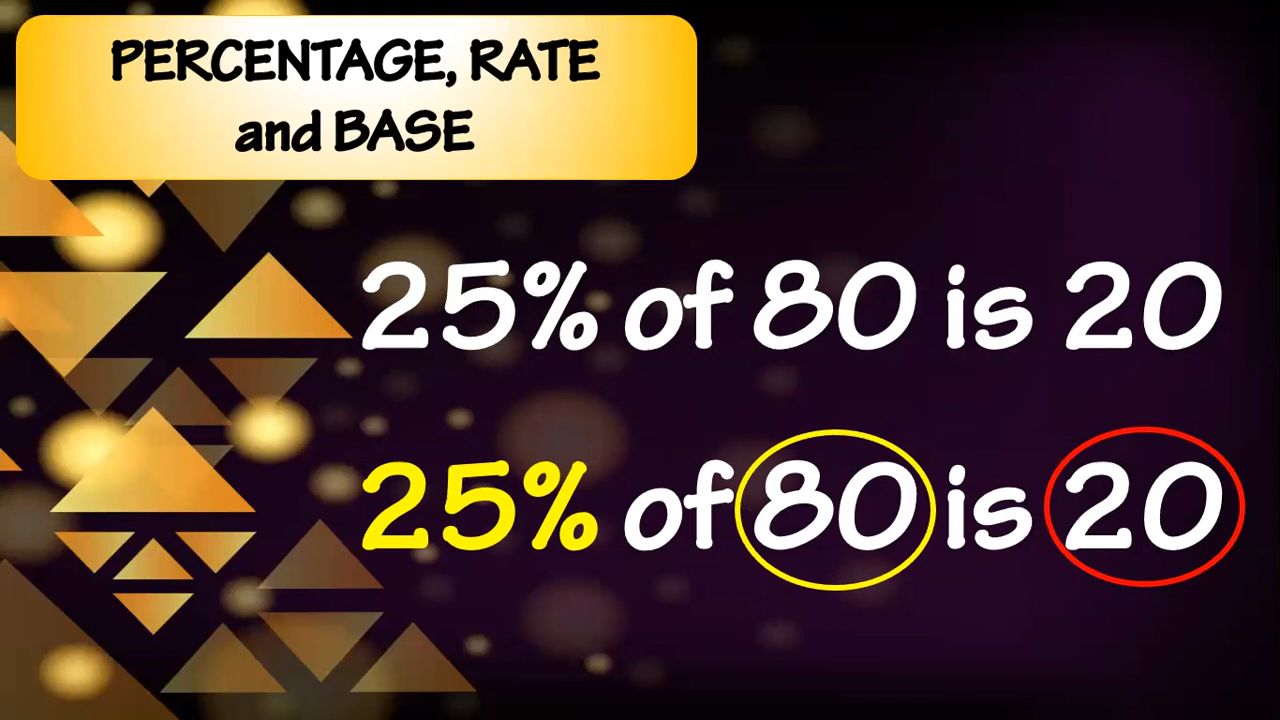 PERCENTAGE, RATE
and BASE
25% of 80 is 20
25% of 80 is 20